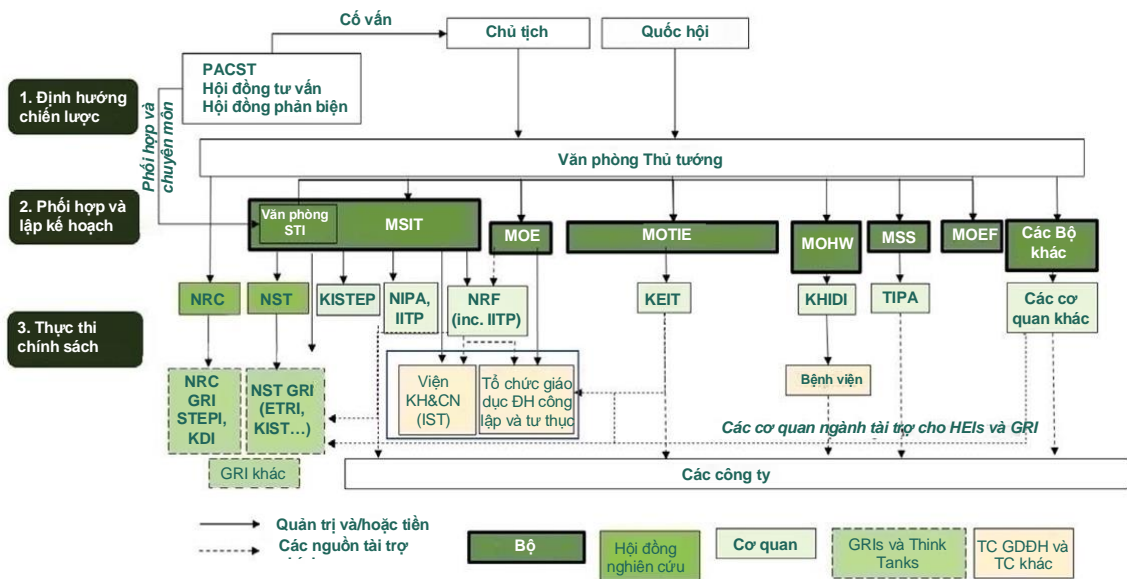 Cố vấn
Chủ tịch
Quốc hội
PACST
Hội đồng tư vấn
Hội đồng phản biện
1. Định hướng
chiến lược
Phối hợp và
chuyên môn
Văn phòng Thủ tướng
2. Phối hợp và
lập kế hoạch
Văn phòng
STI
MSIT
MOE
MOTIE
MOHW
MSS
MOEF
Các Bộ
khác
NRC
NST
KISTEP
NIPA,
IITP
NRF
(inc. IITP)
KEIT
KHIDI
TIPA
Các cơ
quan khác
3. Thực thi
chính sách
NRC
GRI
STEPI,
KDI
NST GRI
(ETRI,
KIST...)
Viện
KH&CN
(IST)
Tổ chức giáo
dục ĐH công
lập và tư thục
Bệnh viện
Các cơ quan ngành tài trợ cho HEIs và GRI
GRI khác
Các công ty
Quản trị và/hoặc tiền
Các nguồn tài trợ
Bộ
Hội đồng
nghiên cứu
Cơ quan
GRIs và Think
Tanks
TC GDĐH và
TC khác